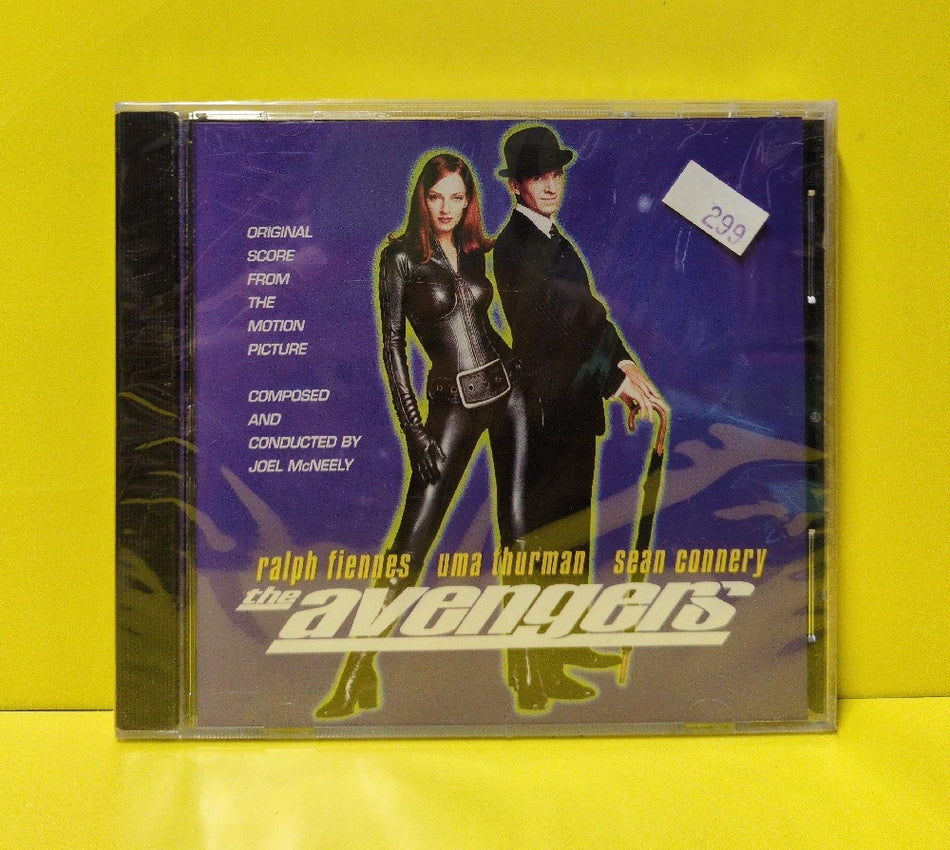 ORIGINAL
SCORE
FROM
THE
MOTION
PICTURE
COMPOSED
AND
CONDUCTED BY
JOEL McNEELY
299
ralph fiennes uma thurman sean connery
the avengers